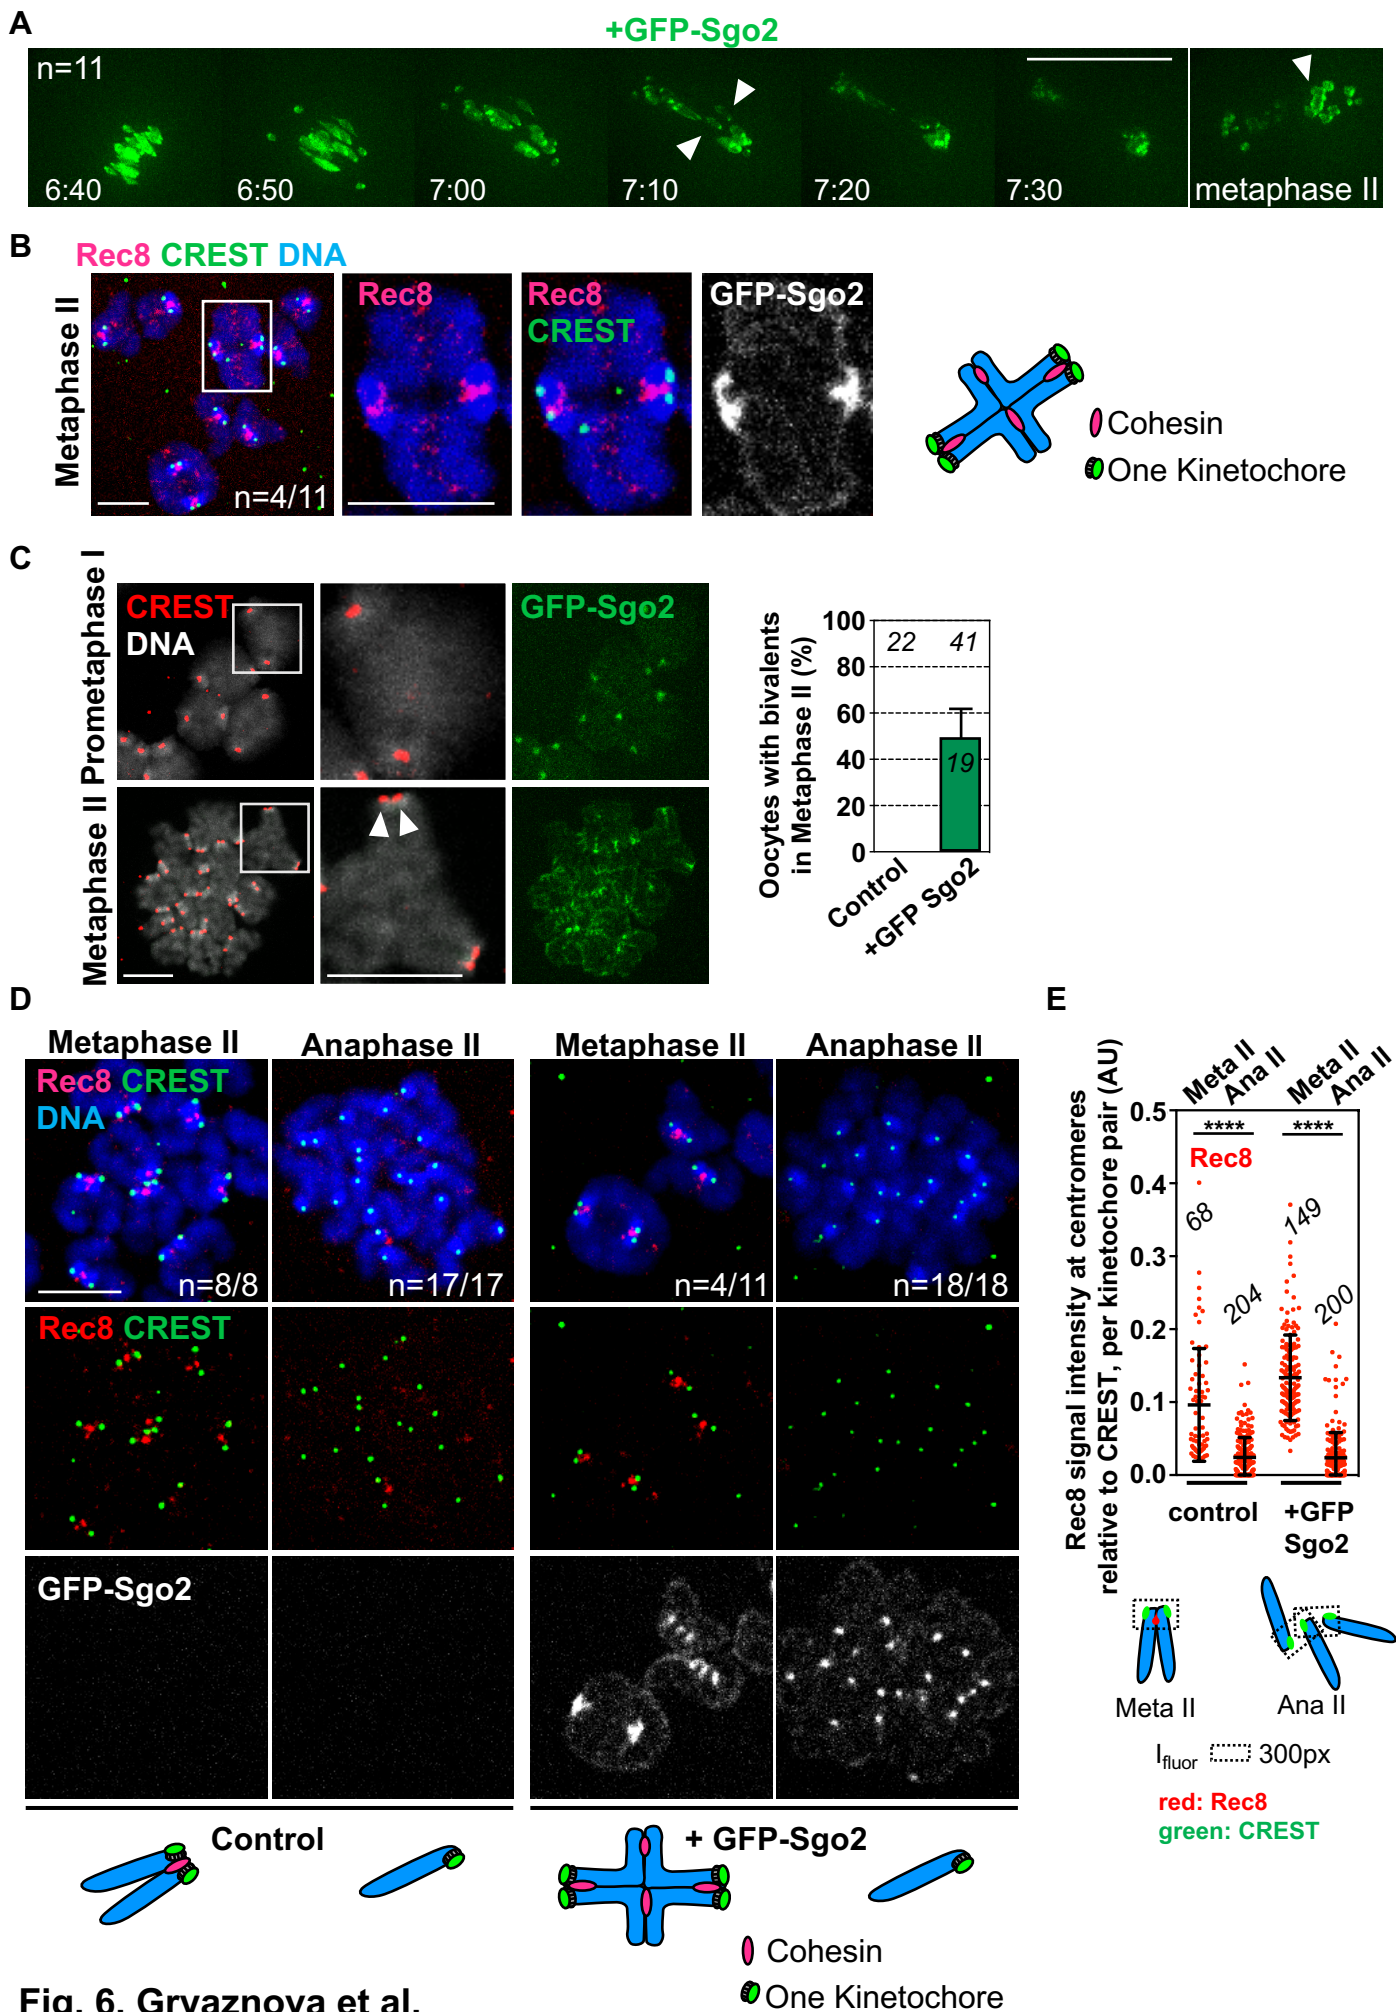 A
+GFP-Sgo2
n=11
6:40
6:50
7:00
7:10
7:20
7:30
metaphase II
B
Rec8 CREST DNA
Metaphase II
n=4/11
Rec8
Rec8
CREST
GFP-Sgo2
Cohesin
One Kinetochore
C
Prometaphase I
CREST
DNA
GFP-Sgo2
Metaphase II
Oocytes with bivalents
in Metaphase II (%)
100
80
60
40
20
0
22
41
19
Control
+GFP Sgo2
D
Metaphase II
Anaphase II
Metaphase II
Anaphase II
Rec8 CREST
DNA
n=8/8
n=17/17
n=4/11
n=18/18
Rec8 CREST
GFP-Sgo2
Control
+ GFP-Sgo2
Cohesin
One Kinetochore
E
Rec8 signal intensity at centromeres
relative to CREST, per kinetochore pair (AU)
Meta II
Ana II
Meta II
Ana II
0.5
0.4
0.3
0.2
0.1
0.0
****
****
Rec8
68
204
149
200
control
+GFP
Sgo2
Meta II
Ana II
Ifluor 300px
red: Rec8
green: CREST
Fig. 6, Gryaznova et al.